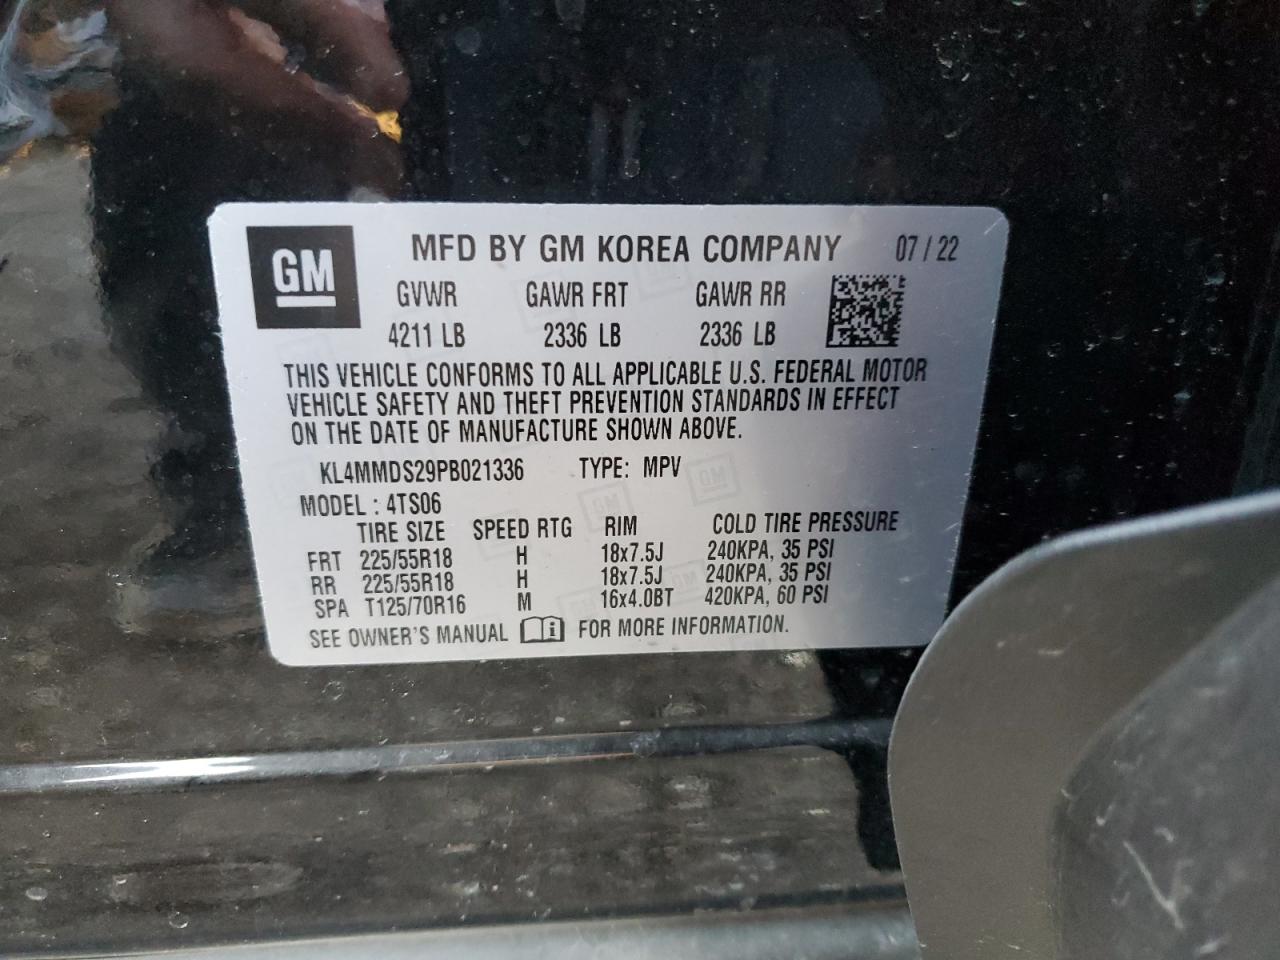 GM MFD BY GM KOREA COMPANY 07/22
GVWR GAWR FRT GAWR RR
4211 LB 2336 LB 2336 LB
THIS VEHICLE CONFORMS TO ALL APPLICABLE U.S. FEDERAL MOTOR
VEHICLE SAFETY AND THEFT PREVENTION STANDARDS IN EFFECT
ON THE DATE OF MANUFACTURE SHOWN ABOVE.
KL4MMDS29PB021336 TYPE: MPV
MODEL : 4TS06
TIRE SIZE SPEED RTG RIM COLD TIRE PRESSURE
FRT 225/55R18 H 18x7.5J 240KPA, 35 PSI
RR 225/55R18 H 18x7.5J 240KPA, 35 PSI
SPA T125/70R16 M 16x4.0BT 420KPA, 60 PSI
SEE OWNER'S MANUAL i FOR MORE INFORMATION.